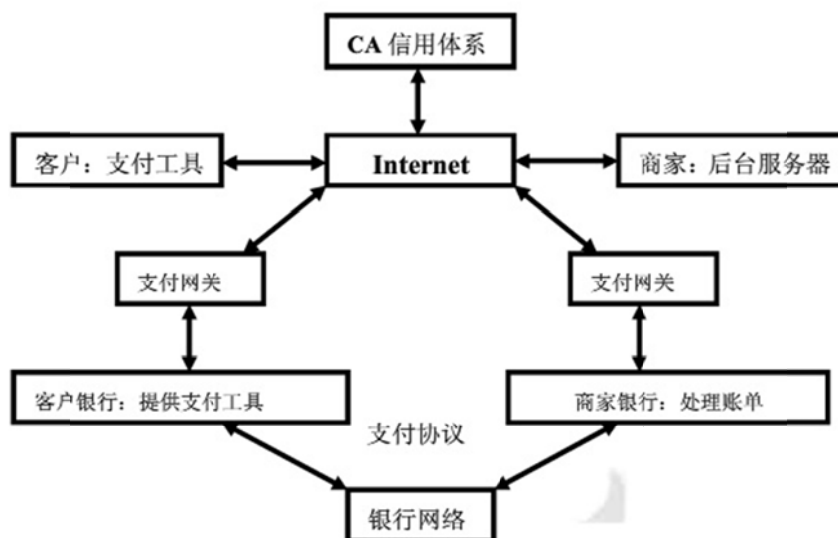 CA 信用体系
客户：支付工具
Internet
商家：后台服务器
支付网关
支付网关
客户银行：提供支付工具
商家银行：处理账单
支付协议
银行网络